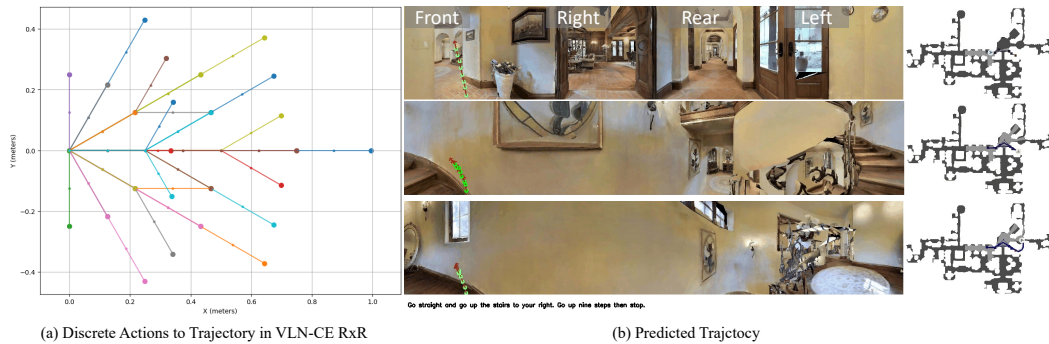 Front
Right
Rear
Left
0.4
0.2
0.0
−0.2
−0.4
Y (meters)
0.0
0.2
0.4
0.6
0.8
1.0
X (meters)
Go straight and go up the stairs to your right. Go up nine steps then stop.
(a) Discrete Actions to Trajectory in VLN-CE RxR
(b) Predicted Trajctocy